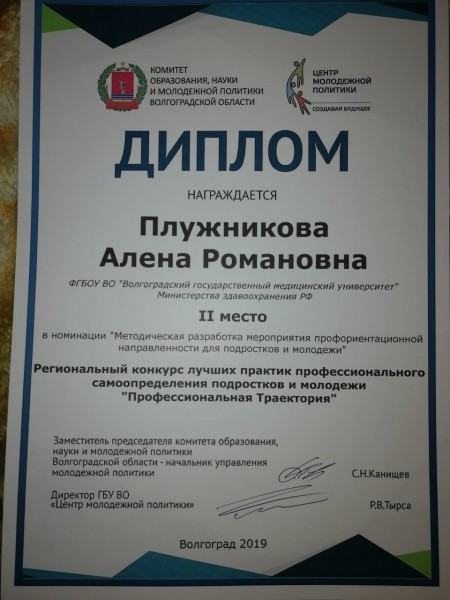 КОМИТЕТ
ОБРАЗОВАНИЯ, НАУКИ
И МОЛОДЕЖНОЙ ПОЛИТИКИ
ВОЛГОГРАДСКОЙ ОБЛАСТИ
ЦЕНТР
МОЛОДЕЖНОЙ
ПОЛИТИКИ
СОЗДАВАЯ БУДУЩЕЕ
ДИПЛОМ
НАГРАЖДАЕТСЯ
Плужникова
Алена Романовна
ФГБОУ ВО "Волгоградский государственный медицинский университет"
Министерства здавоохранения РФ
II место
в номинации "Методическая разработка мероприятия профориентационной
направленности для подростков и молодежи"
Региональный конкурс лучших практик профессионального
самоопределения подростков и молодежи
"Профессиональная Траектория"
Заместитель председателя комитета образования,
науки и молодежной политики
Волгоградской области - начальник управления
молодежной политики
С.Н.Канищев
Директор ГБУ ВО
«Центр молодежной политики»
Р.В.Тырса
Волгоград 2019